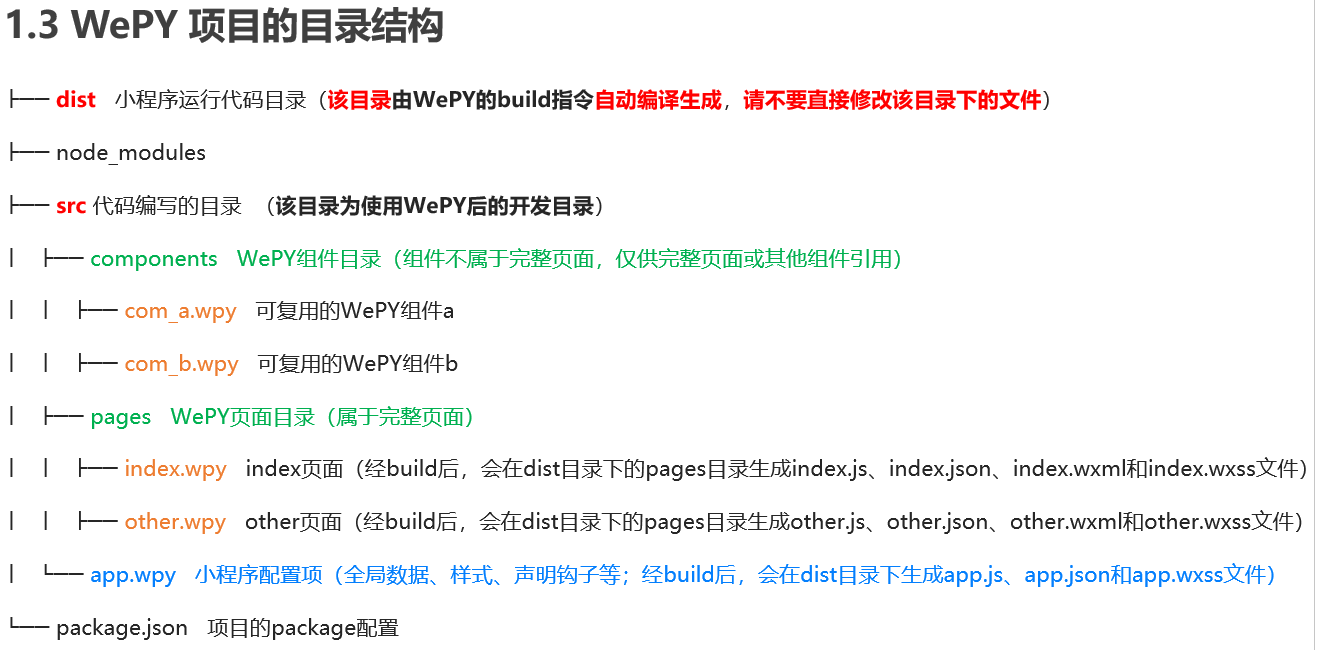 1.3 WePY 项目的目录结构
├── dist 小程序运行代码目录（该目录由WePY的build指令自动编译生成，请不要直接修改该目录下的文件）
├── node_modules
├── src 代码编写的目录 （该目录为使用WePY后的开发目录）
| ├── components WePY组件目录（组件不属于完整页面，仅供完整页面或其他组件引用）
| | ├── com_a.wpy 可复用的WePY组件a
| | ├── com_b.wpy 可复用的WePY组件b
| ├── pages WePY页面目录（属于完整页面）
| | ├── index.wpy index页面（经build后，会在dist目录下的pages目录生成index.js、index.json、index.wxml和index.wxss文件）
| | ├── other.wpy other页面（经build后，会在dist目录下的pages目录生成other.js、other.json、other.wxml和other.wxss文件）
| └── app.wpy 小程序配置项（全局数据、样式、声明钩子等；经build后，会在dist目录下生成app.js、app.json和app.wxss文件）
└── package.json 项目的package配置